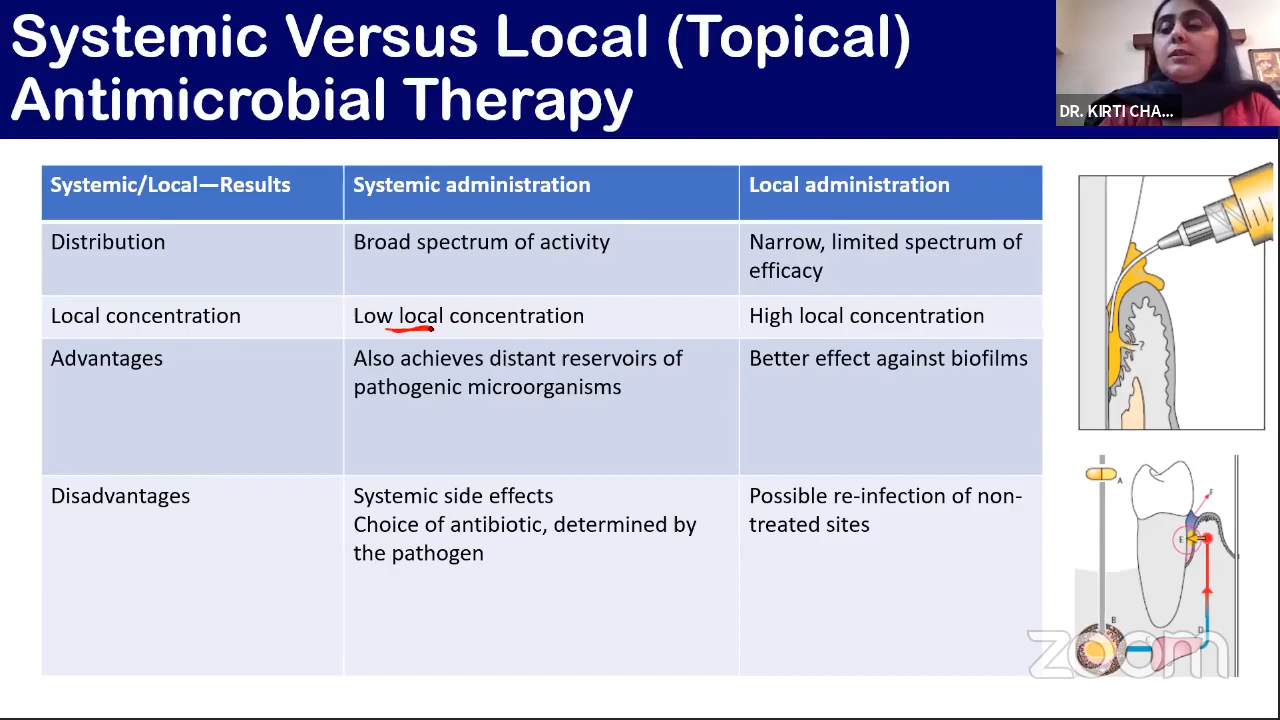 Systemic Versus Local (Topical)
Antimicrobial Therapy
DR. KIRTI CHA...
Systemic/Local—Results
Systemic administration
Local administration
Distribution
Broad spectrum of activity
Narrow, limited spectrum of
efficacy
Local concentration
Low local concentration
High local concentration
Advantages
Also achieves distant reservoirs of
pathogenic microorganisms
Better effect against biofilms
Disadvantages
Systemic side effects
Choice of antibiotic, determined by
the pathogen
Possible re-infection of non-
treated sites
?
A
F
E
B
D
zoom